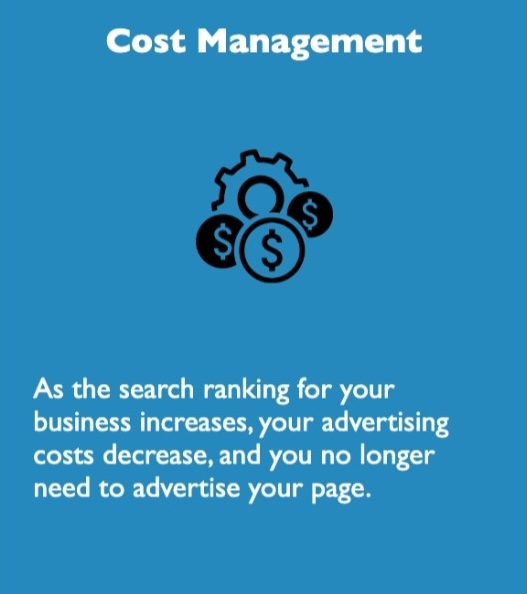 Cost Management
$
$
$
As the search ranking for your
business increases, your advertising
costs decrease, and you no longer
need to advertise your page.